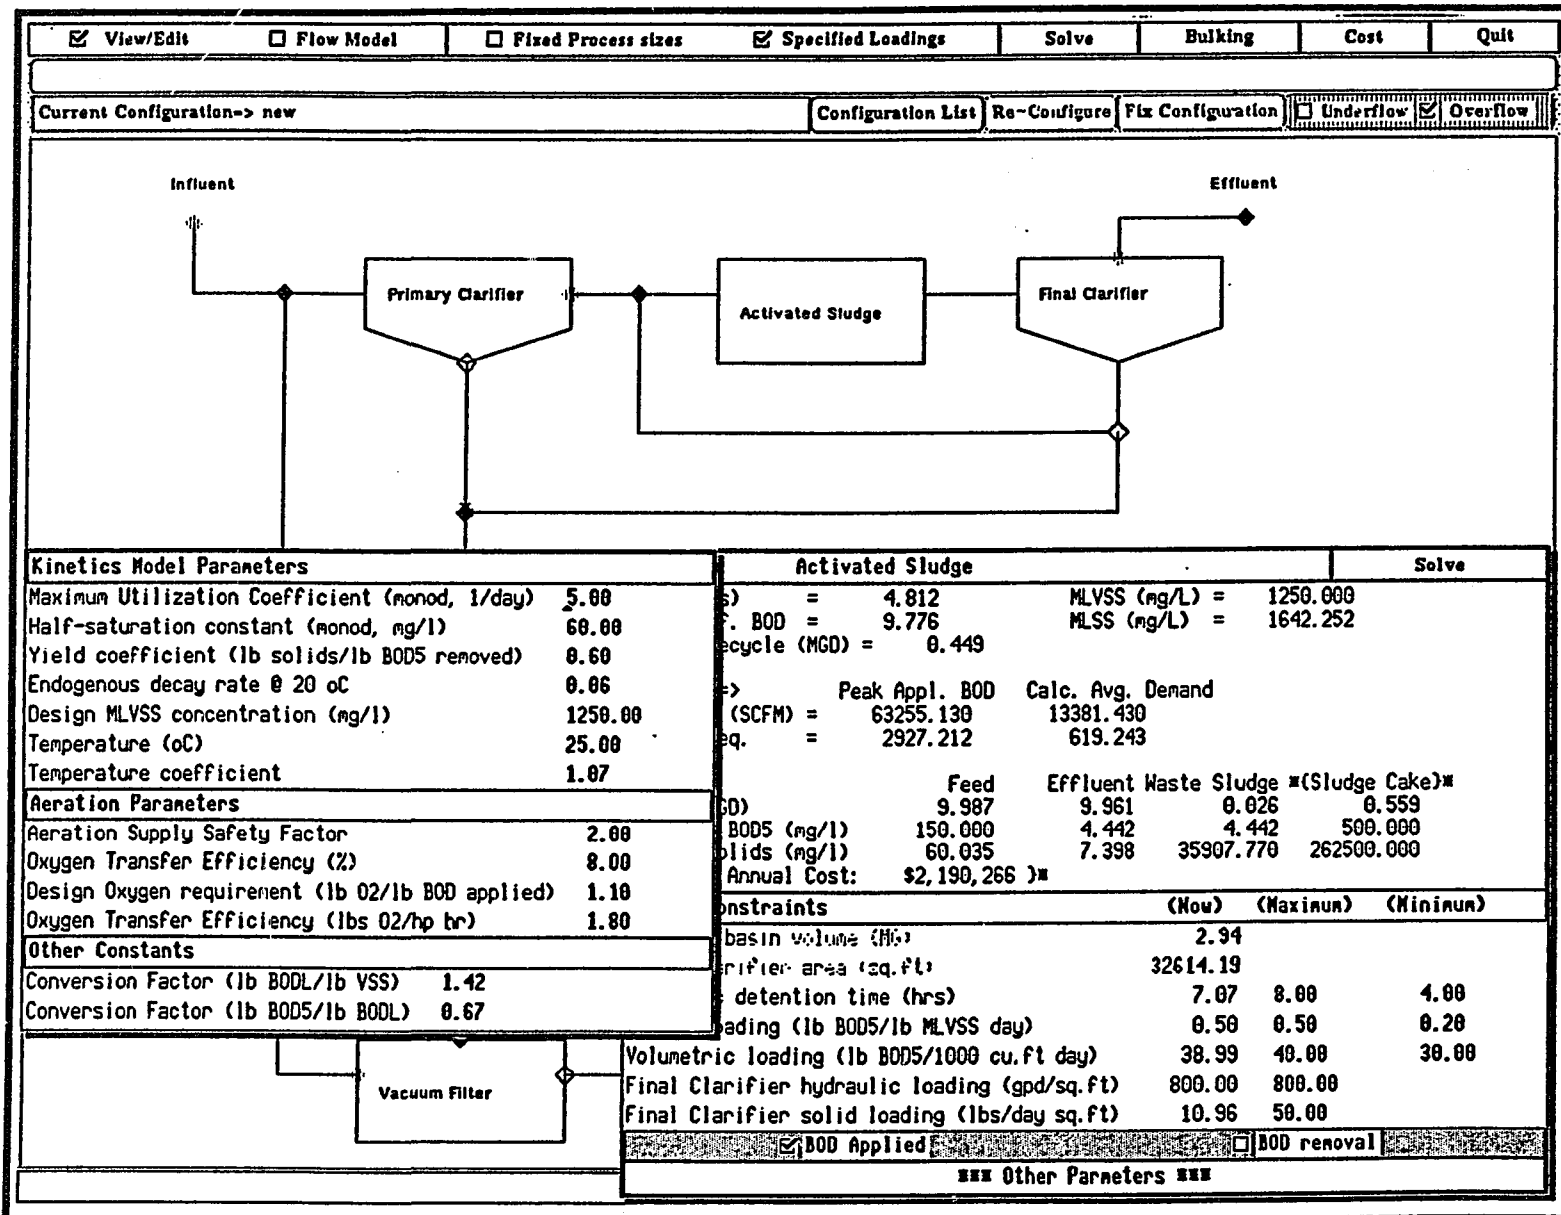 View/Edit Flow Model Fixed Process sizes Specified Loadings Solve Bulking Cost Quit
Current Configuration=> new Configuration List Re-Configure Fix Configuration Underflow Overflow
Influent Effluent
Primary Clarifier Activated Sludge Final Clarifier
Kinetics Model Parameters
Maximum Utilization Coefficient (monod, 1/day) 5.00
Half-saturation constant (monod, mg/l) 60.00
Yield coefficient (lb solids/lb BOD5 removed) 0.60
Endogenous decay rate @ 20 oC 0.06
Design MLVSS concentration (mg/l) 1250.00
Temperature (oC) 25.00
Temperature coefficient 1.07
Aeration Parameters
Aeration Supply Safety Factor 2.00
Oxygen Transfer Efficiency (%) 8.00
Design Oxygen requirement (lb O2/lb BOD applied) 1.10
Oxygen Transfer Efficiency (lbs O2/hp hr) 1.80
Other Constants
Conversion Factor (lb BODL/lb VSS) 1.42
Conversion Factor (lb BOD5/lb BODL) 0.67
Vacuum Filter
Activated Sludge Solve
s) = 4.812 MLVSS (mg/L) = 1250.000
f. BOD = 9.776 MLSS (mg/L) = 1642.252
ecycle (MGD) = 0.449
=> Peak Appl. BOD Calc. Avg. Demand
(SCFM) = 63255.130 13381.430
eq. = 2927.212 619.243
Feed Effluent Waste Sludge *(Sludge Cake)*
GD) 9.987 9.961 0.026 0.559
BOD5 (mg/l) 150.000 4.442 4.442 500.000
olids (mg/l) 60.035 7.398 35907.770 262500.000
Annual Cost: $2,190,266 }*
onstraints (Now) (Maximum) (Minimum)
basin volume (MG) 2.94
rifier area (sq.ft) 32614.19
detention time (hrs) 7.07 8.00 4.00
ading (lb BOD5/lb MLVSS day) 0.50 0.50 0.20
Volumetric loading (lb BOD5/1000 cu.ft day) 38.99 40.00 30.00
Final Clarifier hydraulic loading (gpd/sq.ft) 800.00 800.00
Final Clarifier solid loading (lbs/day sq.ft) 10.96 50.00
BOD Applied BOD removal
*** Other Parmeters ***